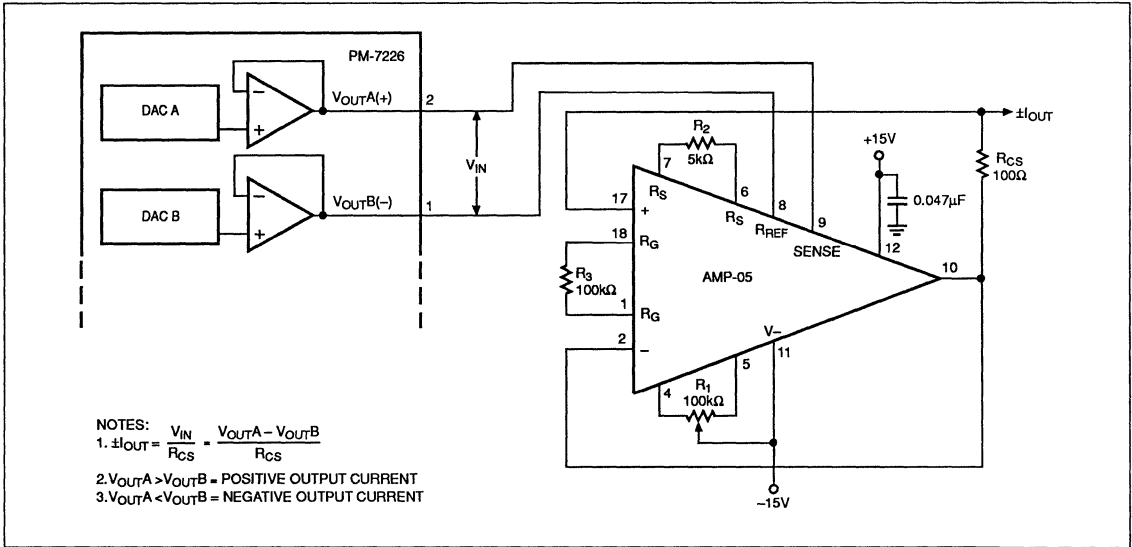 PM-7226
DAC A
−
+
VOUTA(+)
2
DAC B
−
+
VOUTB(−)
1
VIN
±IOUT
+15V
RCS
100Ω
0.047µF
R2
5kΩ
7
6
8
9
12
10
RS
RS
RREF
SENSE
17
+
18
RG
R3
100kΩ
1
RG
2
−
AMP-05
V−
11
4
5
R1
100kΩ
−15V
NOTES:
1. ±IOUT = VIN / RCS = VOUTA − VOUTB / RCS
2.VOUTA>VOUTB = POSITIVE OUTPUT CURRENT
3.VOUTA<VOUTB = NEGATIVE OUTPUT CURRENT